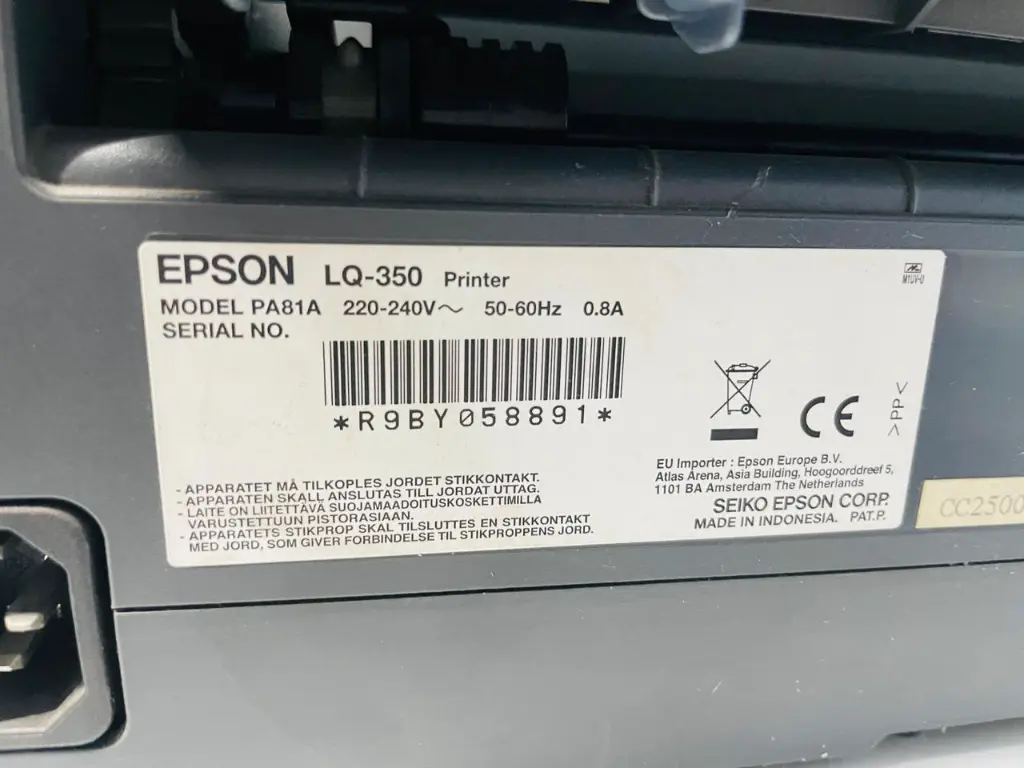 EPSON LQ-350 Printer
MODEL PA81A 220-240V～ 50-60Hz 0.8A
SERIAL NO.
*R9BY058891*
- APPARATET MÅ TILKOPLES JORDET STIKKONTAKT.
- APPARATEN SKALL ANSLUTAS TILL JORDAT UTTAG.
- LAITE ON LIITETTÄVÄ SUOJAMAADOITUSKOSKETTIMILLA
VARUSTETTUUN PISTORASIAAN.
- APPARATETS STIKPROP SKAL TILSLUTTES EN STIKKONTAKT
MED JORD, SOM GIVER FORBINDELSE TIL STIKPROPPENS JORD.
M1UV-0
CE
>PP<
EU Importer : Epson Europe B.V.
Atlas Arena, Asia Building, Hoogoorddreef 5,
1101 BA Amsterdam The Netherlands
SEIKO EPSON CORP.
MADE IN INDONESIA. PAT.P.
CC2500